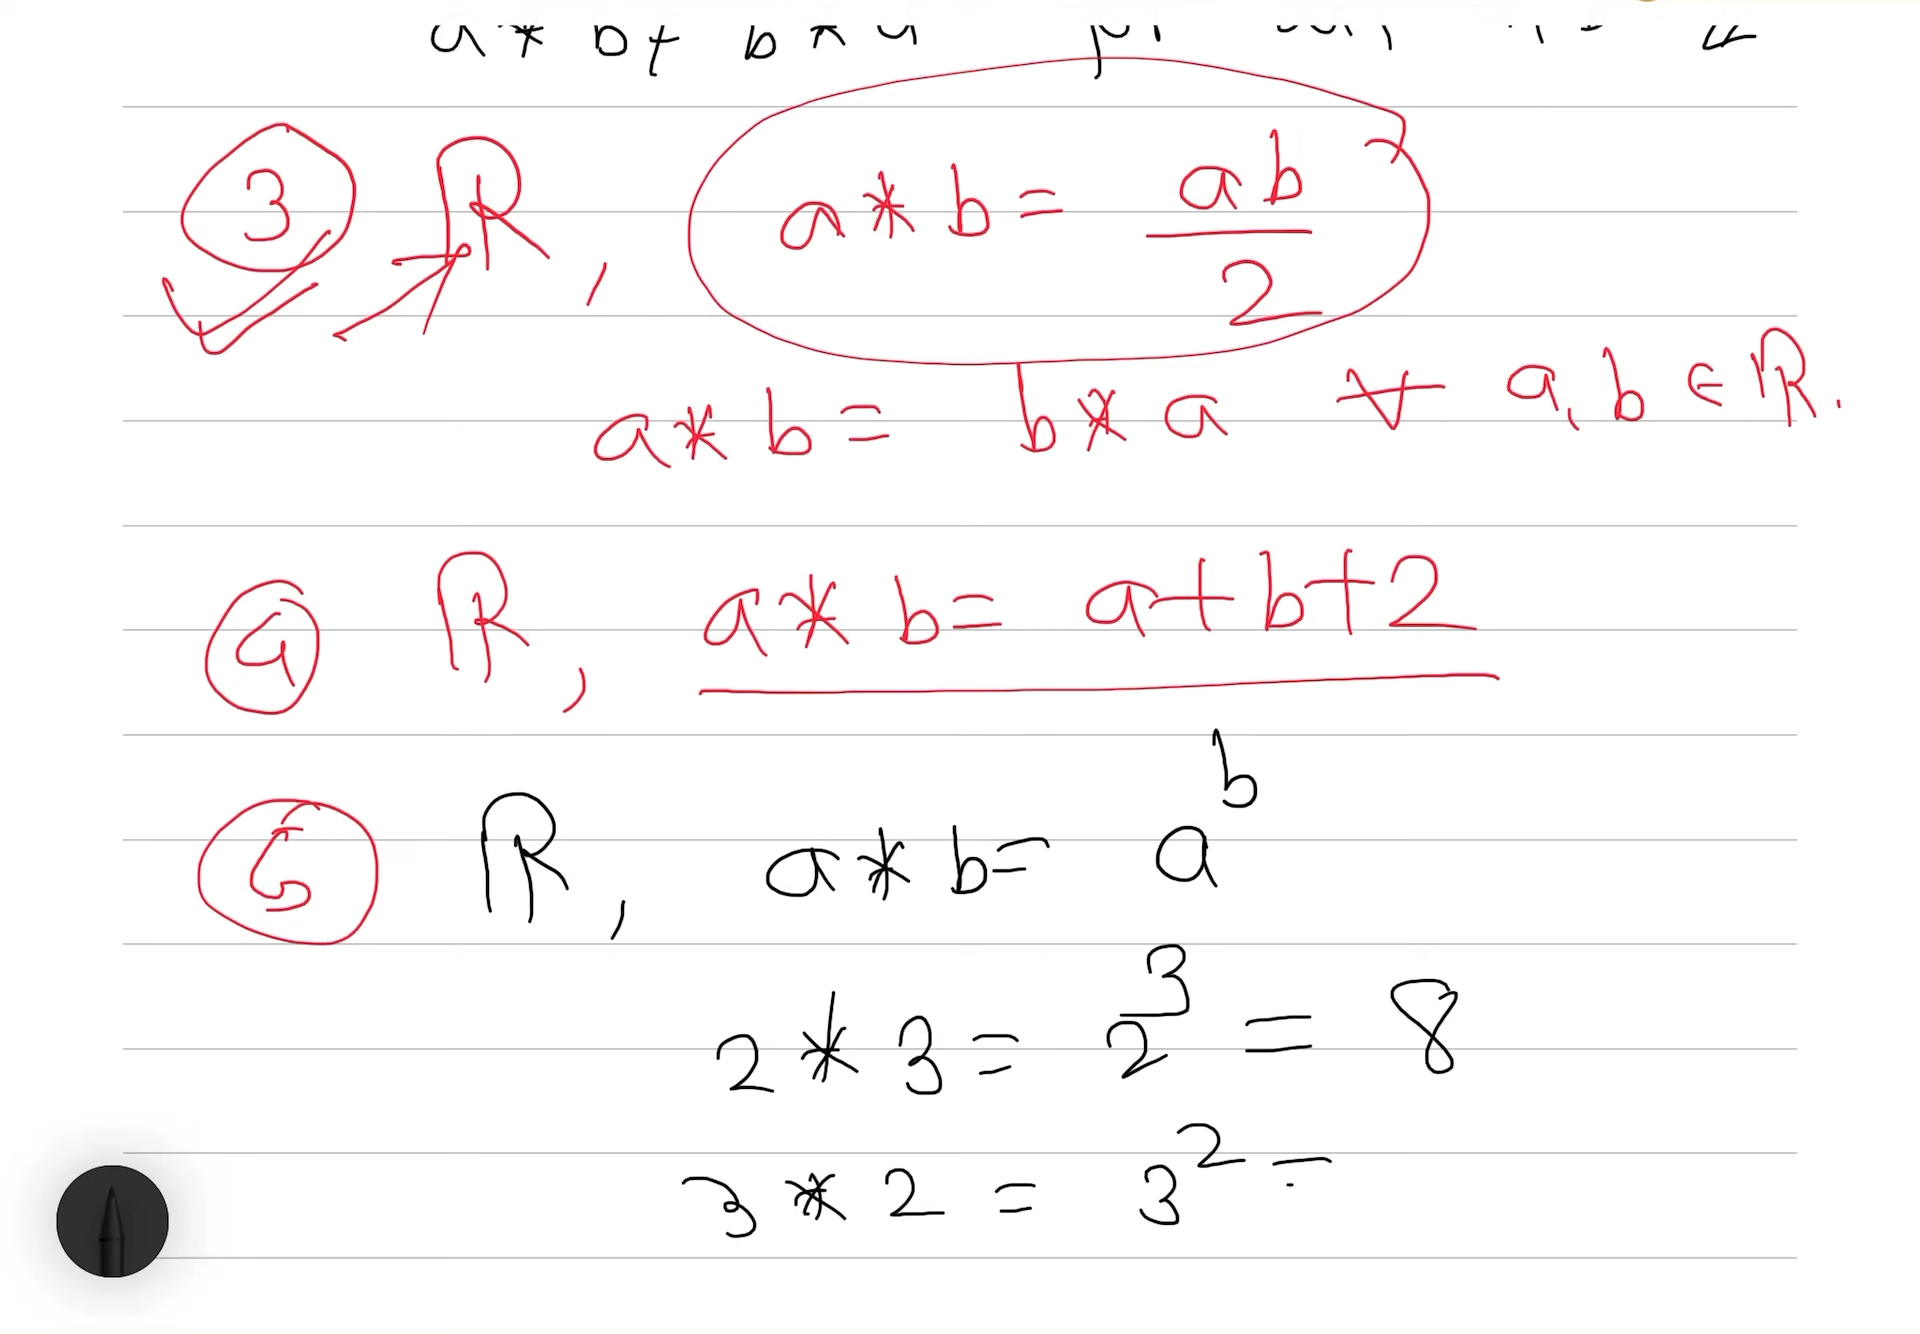 a * b ≠ b * a
③ ℝ, a * b = ab/2
a * b = b * a ∀ a, b ∈ ℝ.
④ ℝ, a * b = a + b + 2
⑤ ℝ, a * b = a^b
2 * 3 = 2^3 = 8
3 * 2 = 3^2 =